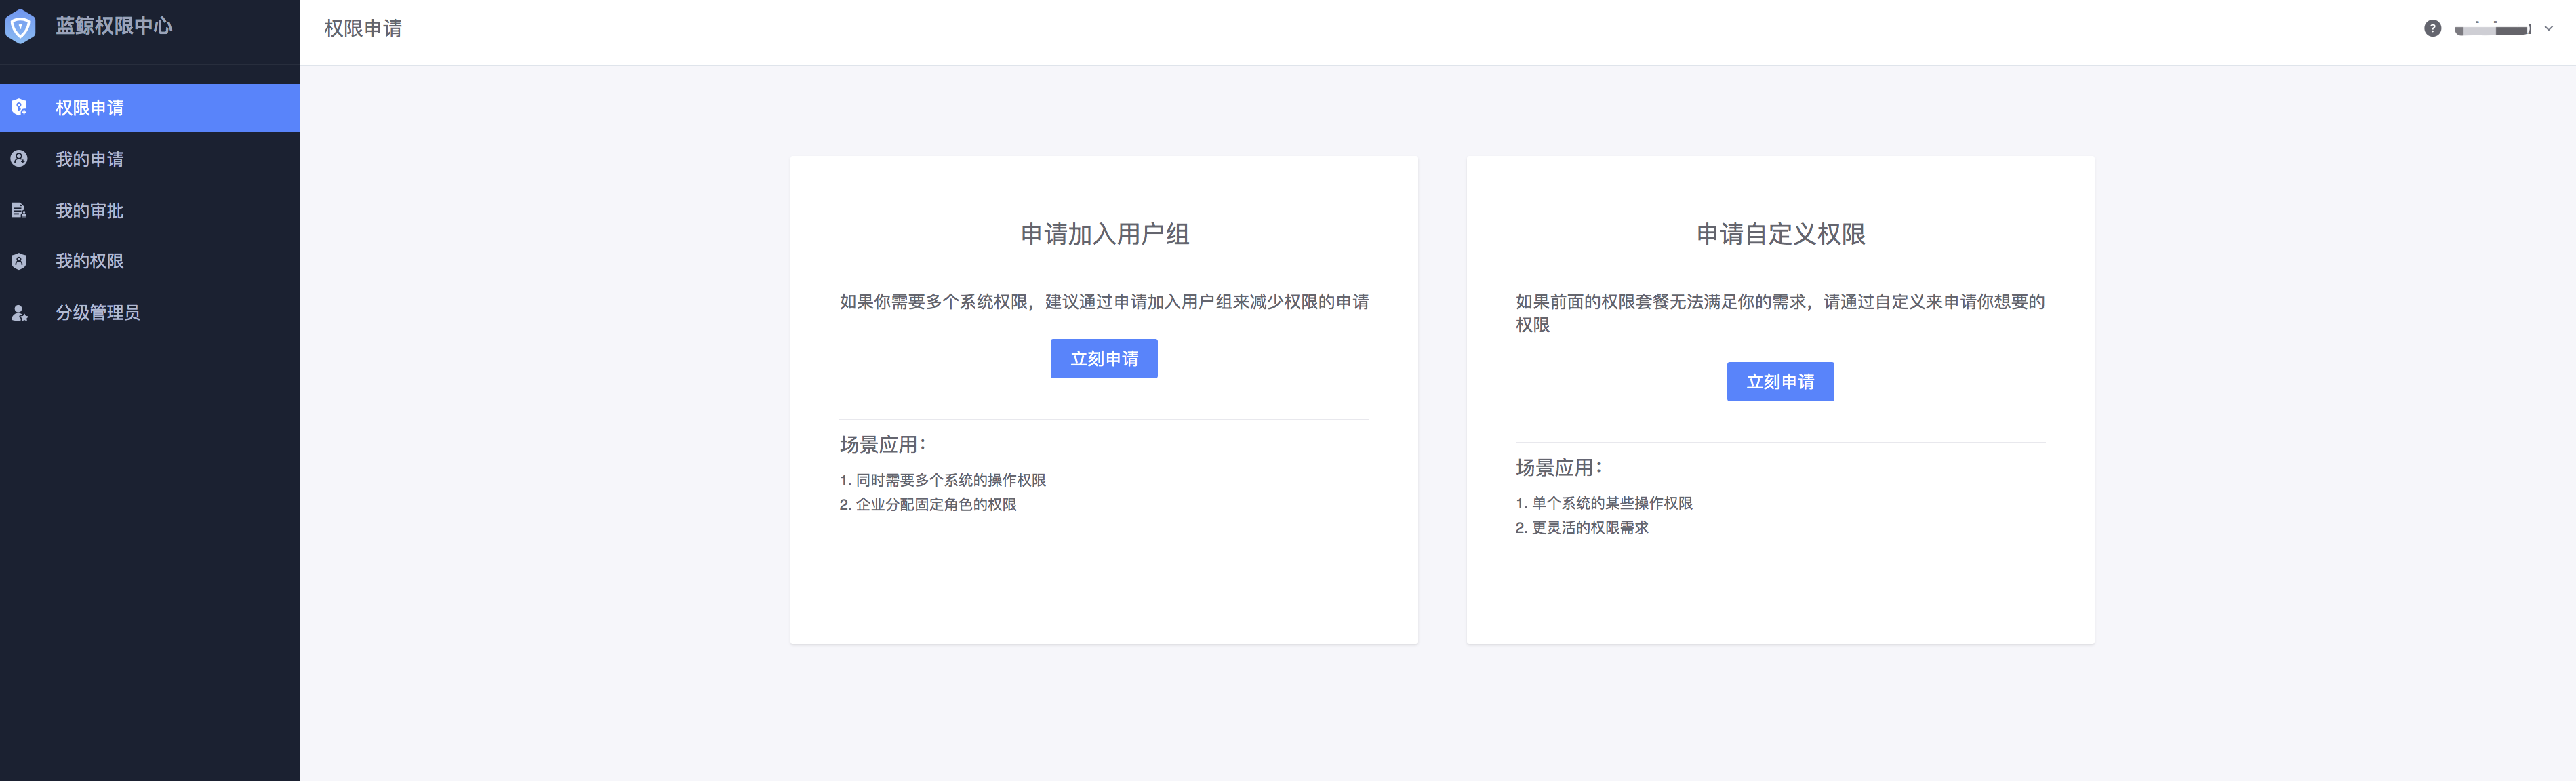 蓝鲸权限中心
权限申请
我的申请
我的审批
我的权限
分级管理员
权限申请
申请加入用户组
如果你需要多个系统权限，建议通过申请加入用户组来减少权限的申请
立刻申请
场景应用：
1. 同时需要多个系统的操作权限
2. 企业分配固定角色的权限
申请自定义权限
如果前面的权限套餐无法满足你的需求，请通过自定义来申请你想要的
权限
立刻申请
场景应用：
1. 单个系统的某些操作权限
2. 更灵活的权限需求